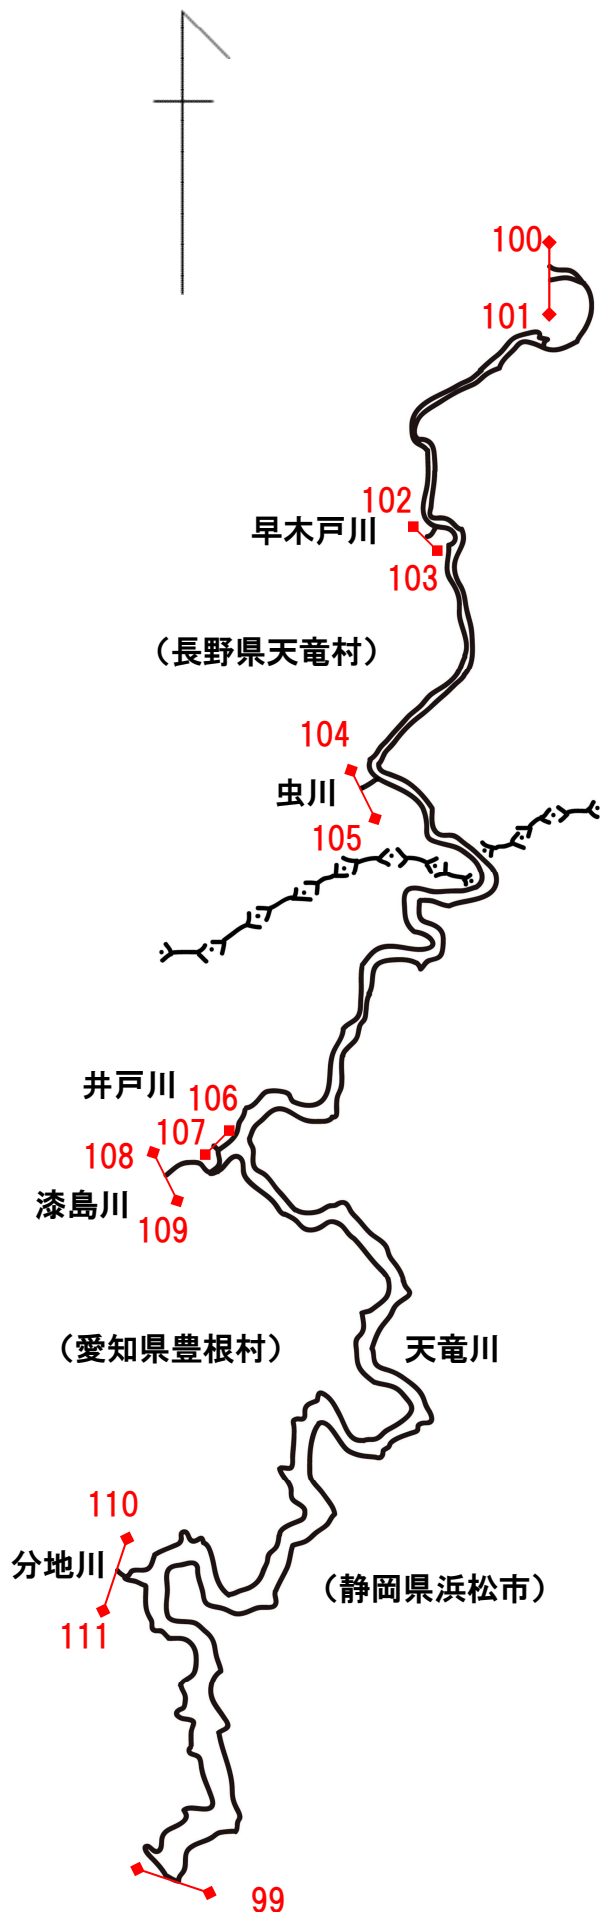 100
101
102
早木戸川
103
（長野県天竜村）
104
虫川
105
井戸川
106
107
108
漆島川
109
（愛知県豊根村）
天竜川
110
分地川
（静岡県浜松市）
111
99